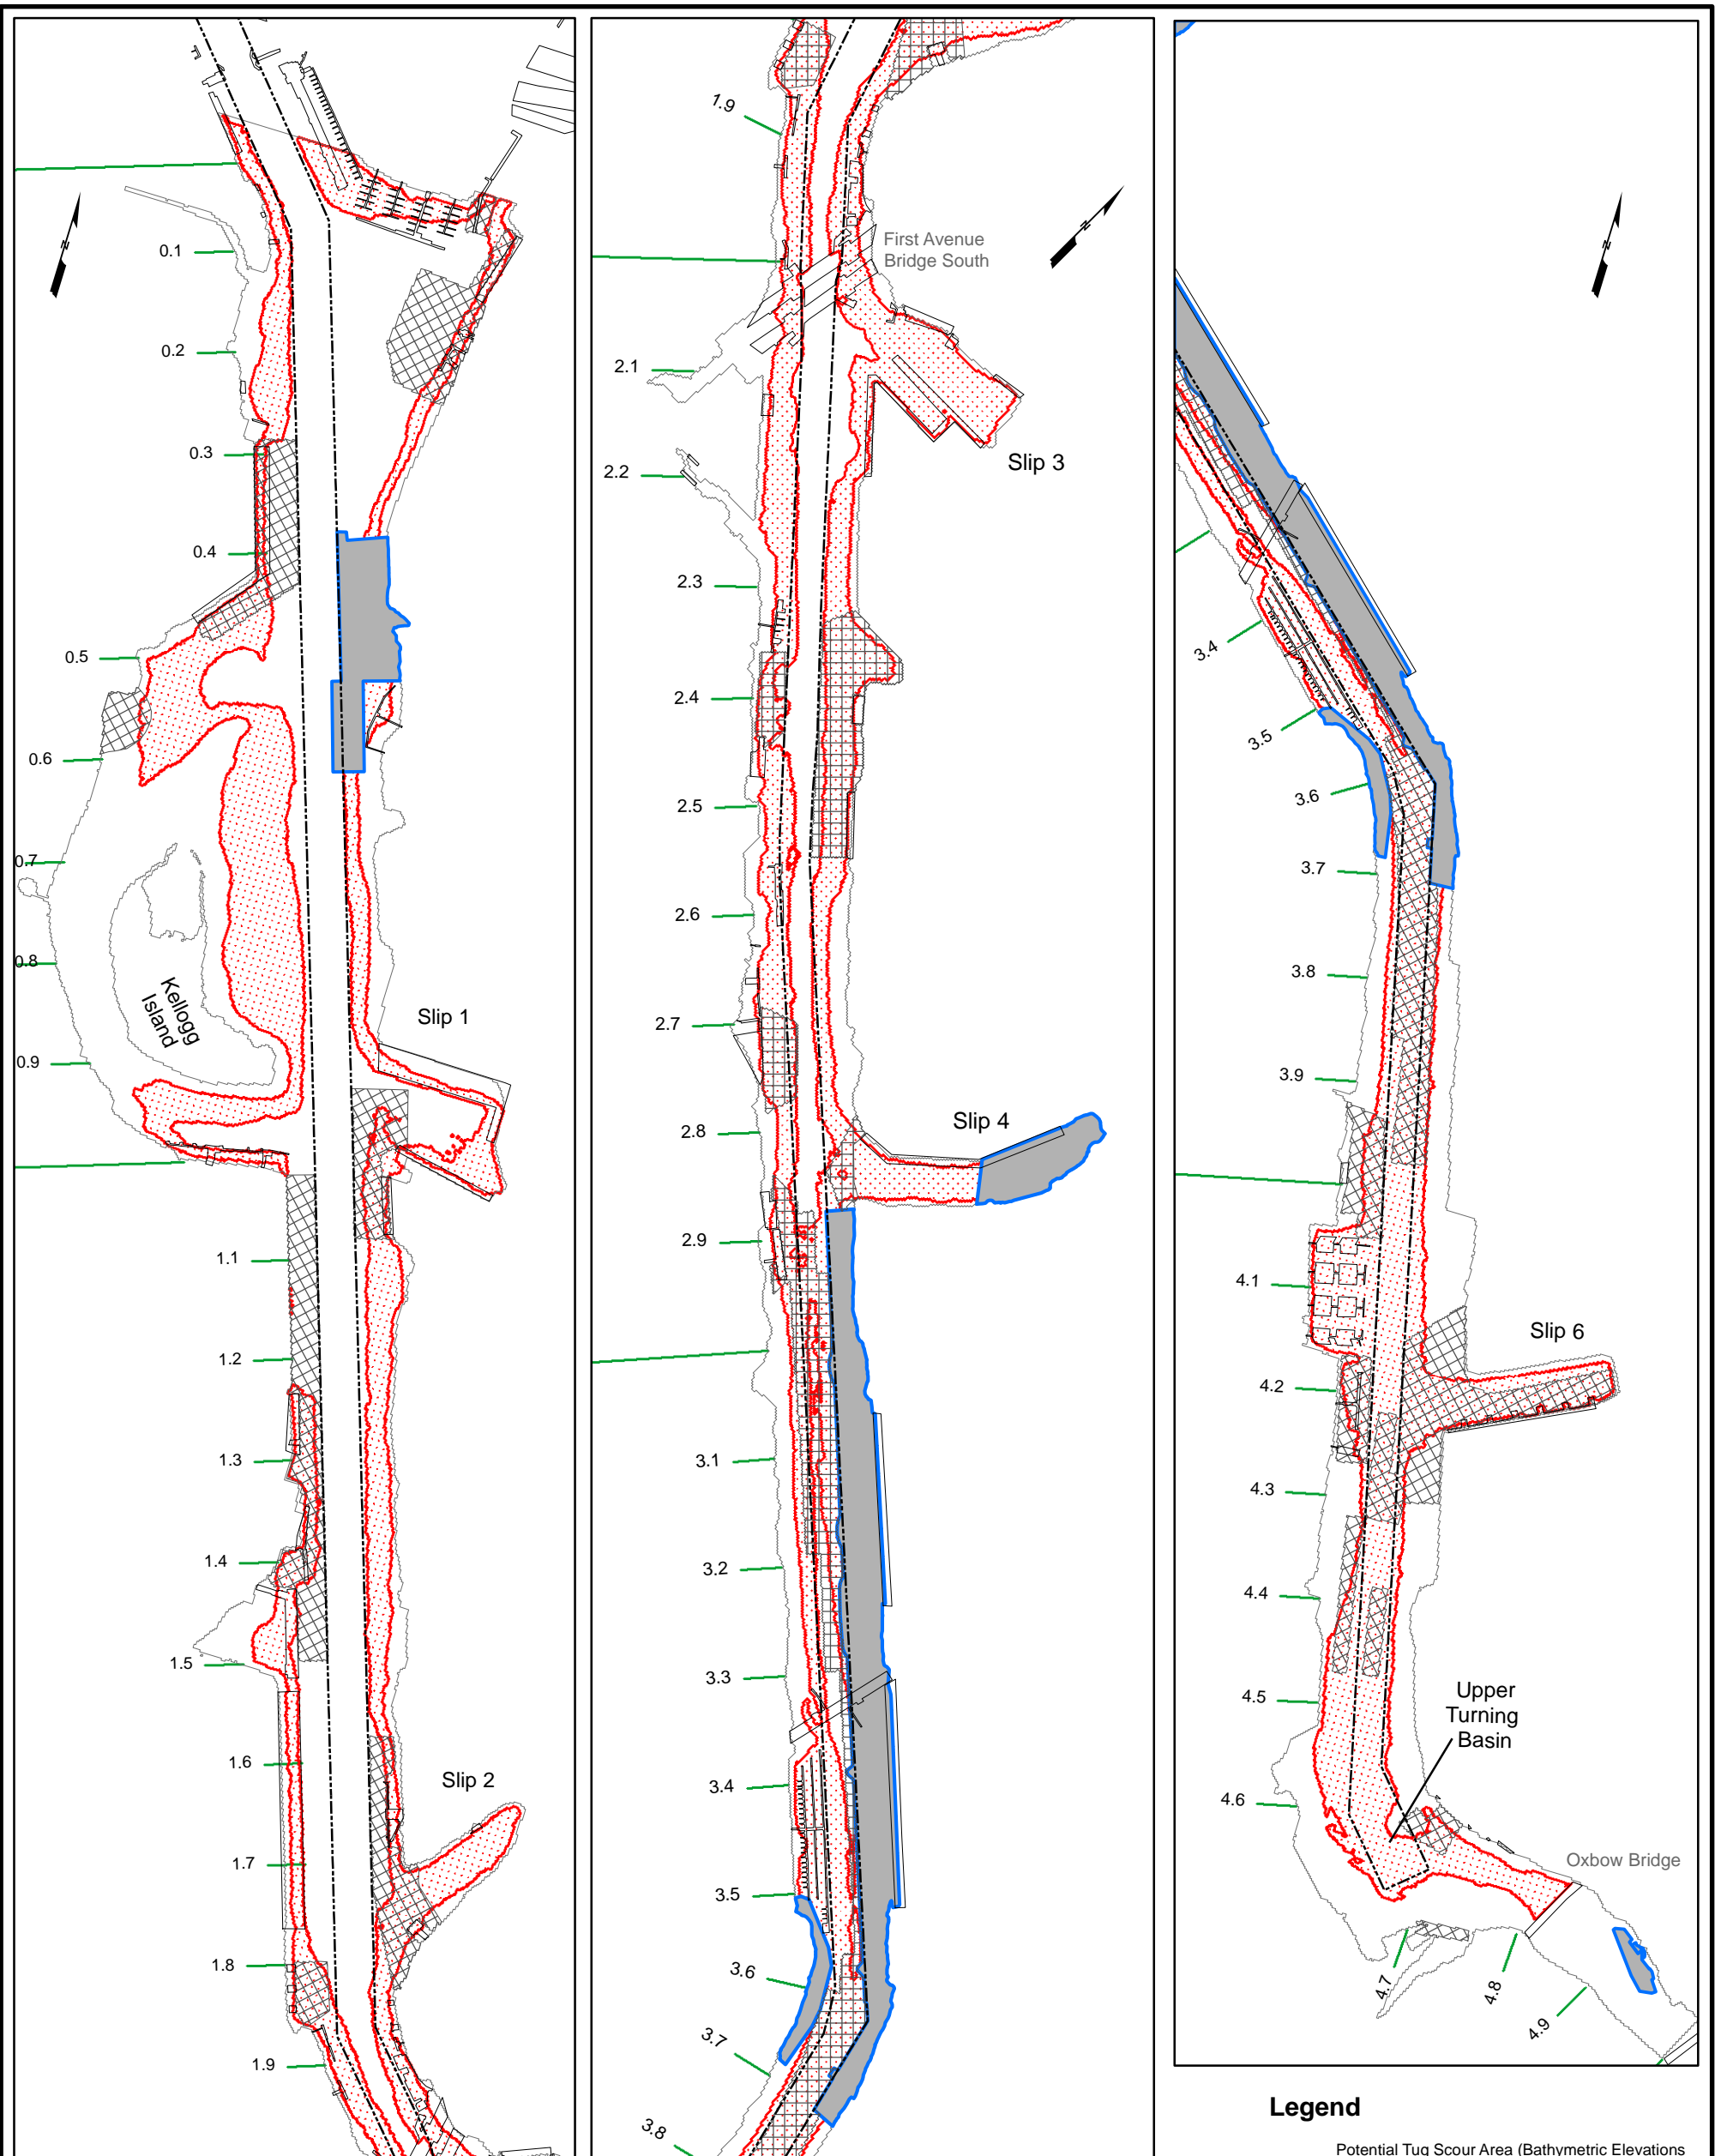 0.1
0.2
0.3
0.4
0.5
0.6
0.7
0.8
0.9
Kellogg
Island
Slip 1
1.1
1.2
1.3
1.4
1.5
1.6
1.7
1.8
1.9
Slip 2
N
1.9
First Avenue
Bridge South
2.1
2.2
Slip 3
2.3
2.4
2.5
2.6
2.7
2.8
Slip 4
2.9
3.1
3.2
3.3
3.4
3.5
3.6
3.7
3.8
N
3.4
3.5
3.6
3.7
3.8
3.9
4.1
Slip 6
4.2
4.3
4.4
4.5
Upper
Turning
Basin
4.6
Oxbow Bridge
4.7
4.8
4.9
N
Legend
Potential Tug Scour Area (Bathymetric Elevations